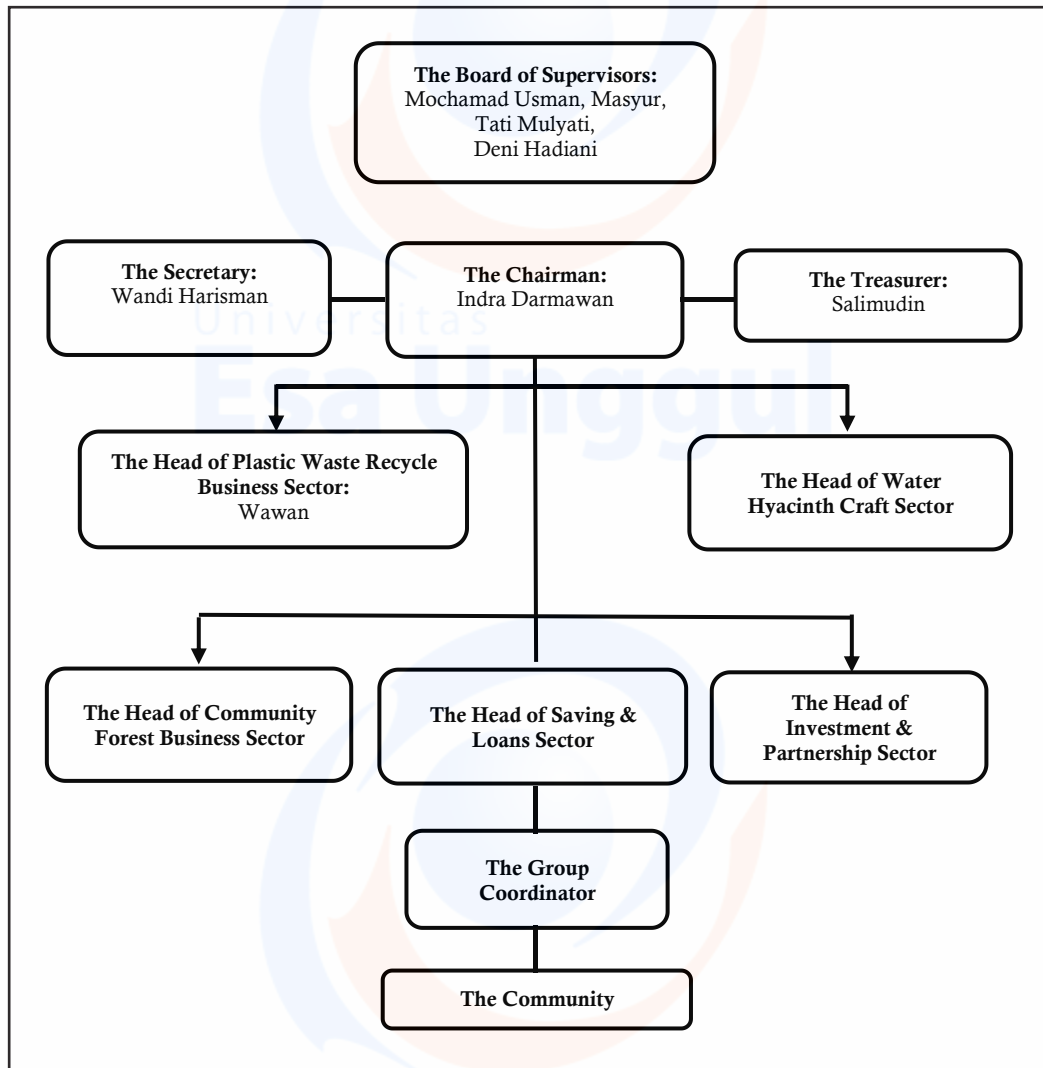 The Board of Supervisors:
Mochamad Usman, Masyur,
Tati Mulyati,
Deni Hadiani
The Secretary:
Wandi Harisman
The Chairman:
Indra Darmawan
The Treasurer:
Salimudin
Universitas
Esa Unggul
The Head of Plastic Waste Recycle
Business Sector:
Wawan
The Head of Water
Hyacinth Craft Sector
The Head of Community
Forest Business Sector
The Head of Saving &
Loans Sector
The Head of
Investment &
Partnership Sector
The Group
Coordinator
The Community